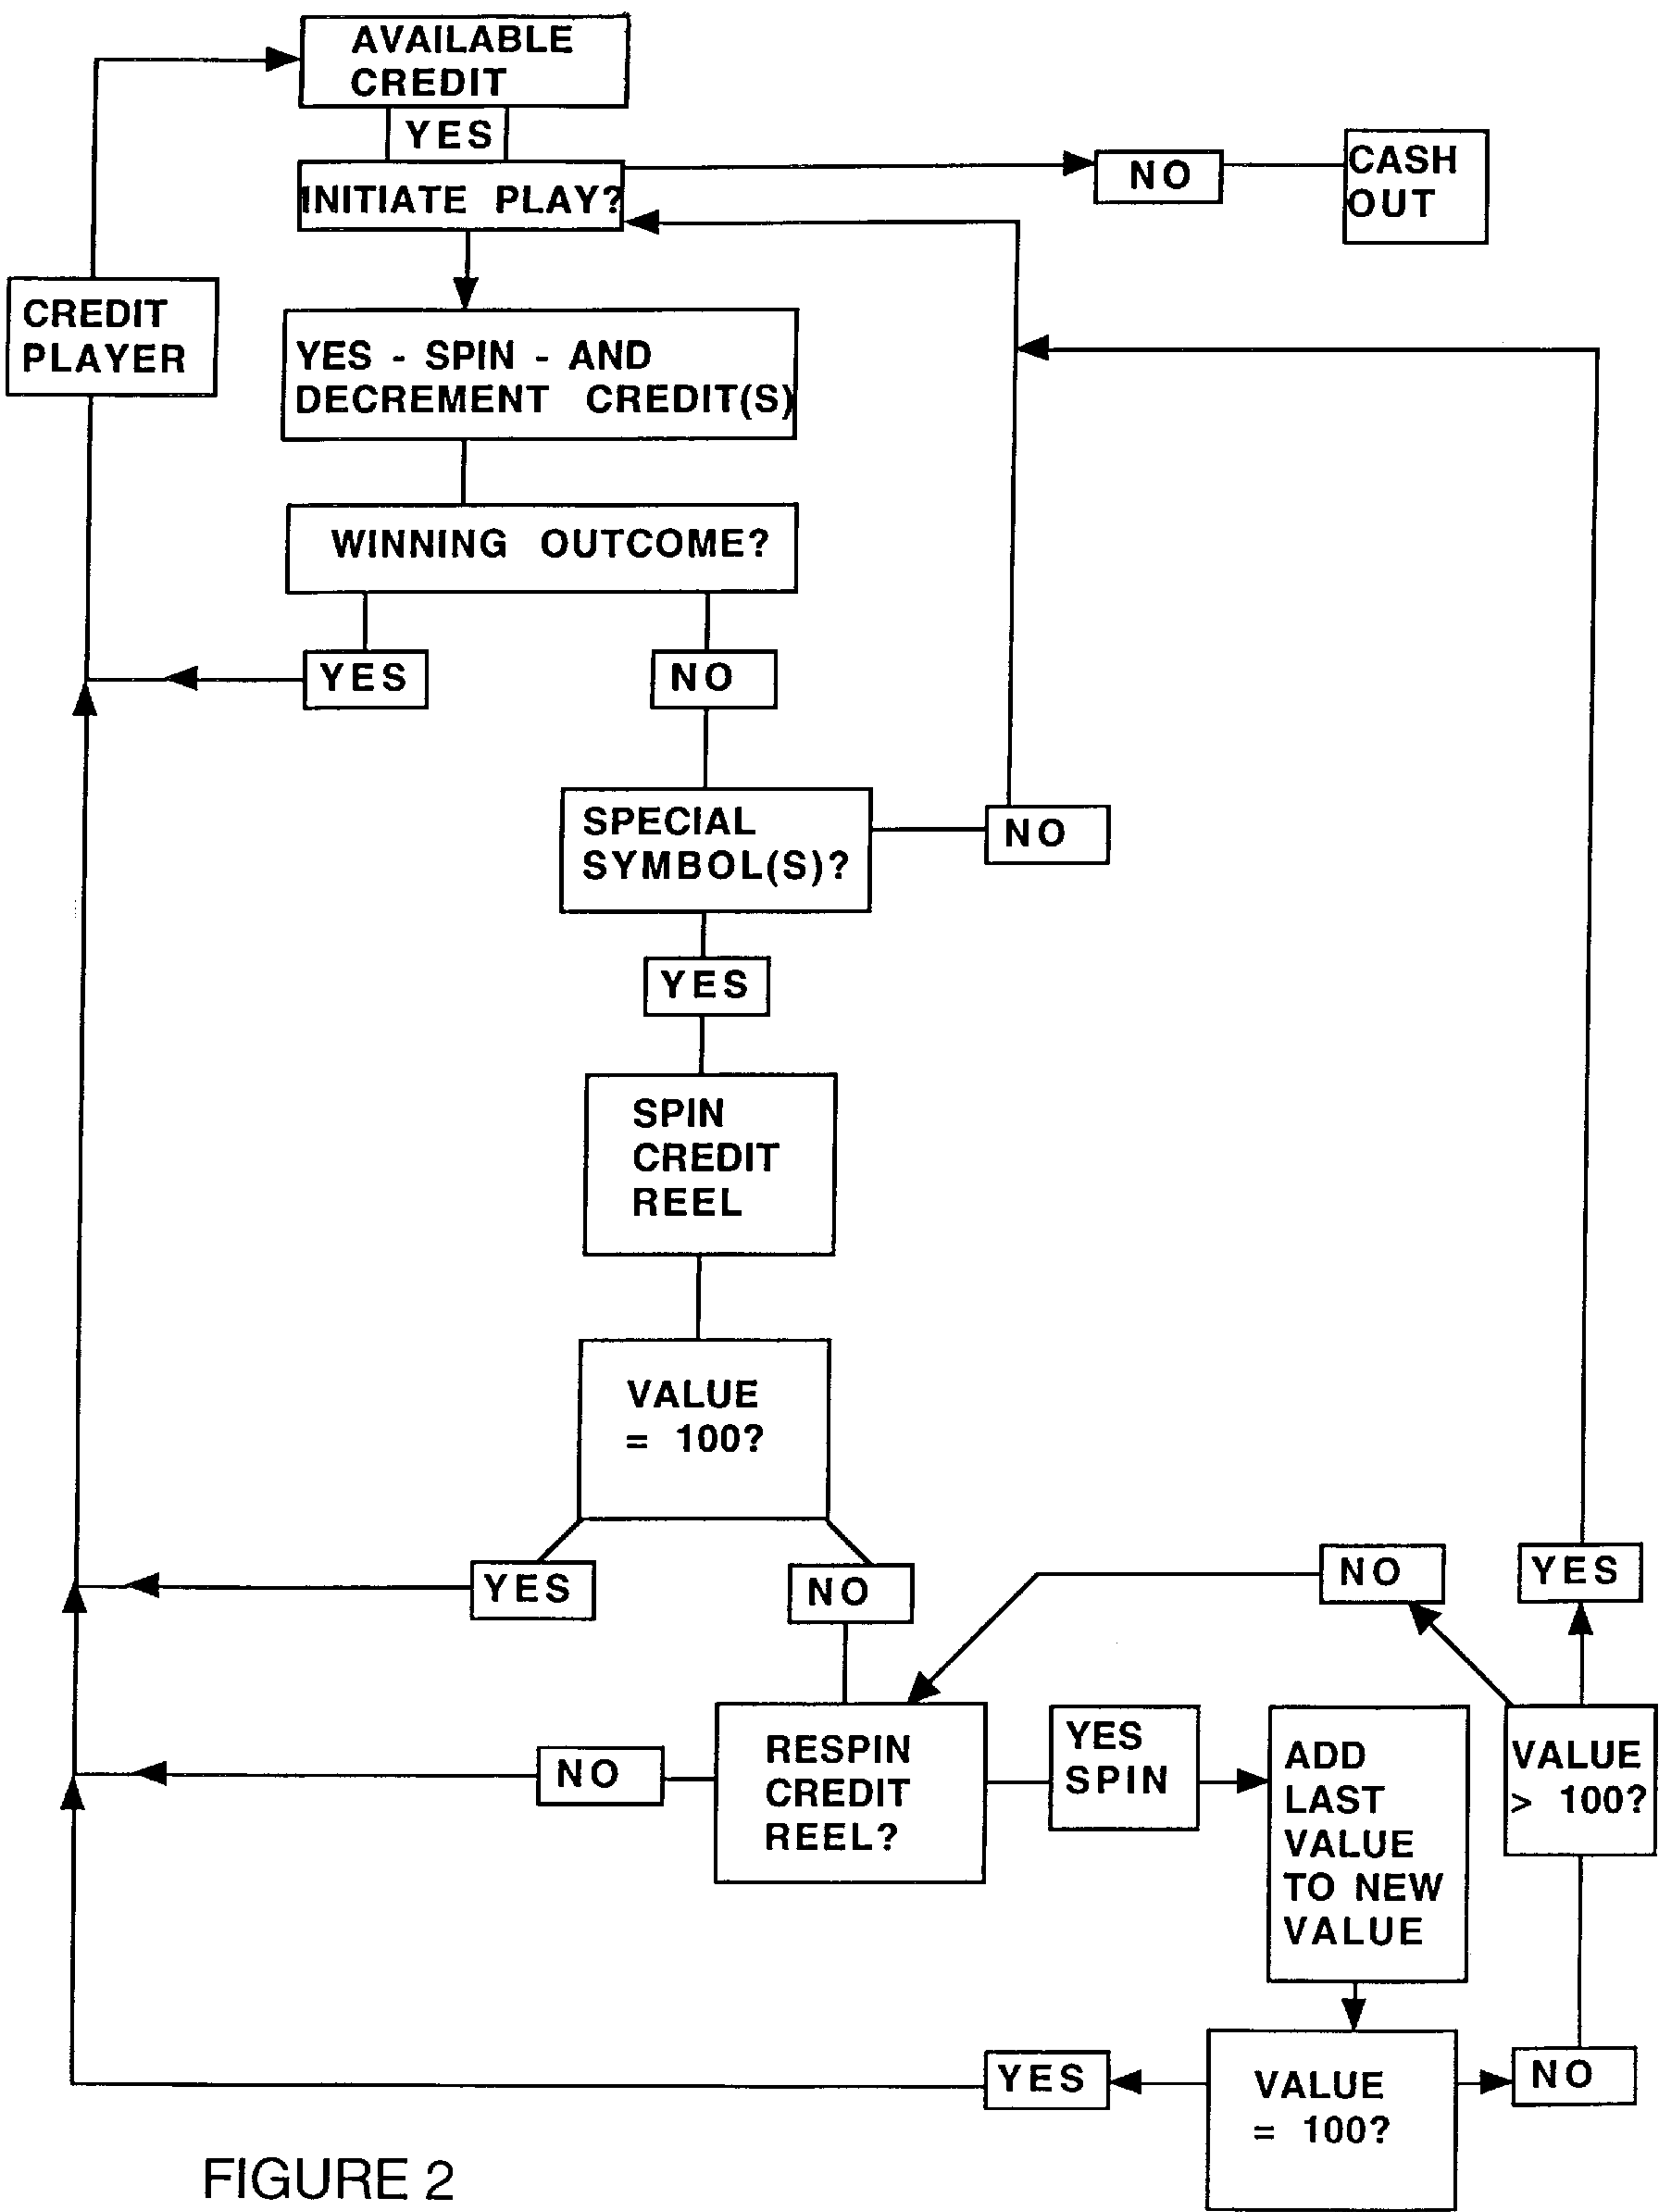 AVAILABLE
CREDIT
YES
INITIATE PLAY?
NO
CASH
OUT
CREDIT
PLAYER
YES - SPIN - AND
DECREMENT CREDIT(S)
WINNING OUTCOME?
YES
NO
SPECIAL
SYMBOL(S)?
NO
YES
SPIN
CREDIT
REEL
VALUE
= 100?
YES
NO
NO
YES
RESPIN
CREDIT
REEL?
NO
YES
SPIN
ADD
LAST
VALUE
TO NEW
VALUE
VALUE
> 100?
YES
VALUE
= 100?
NO
FIGURE 2